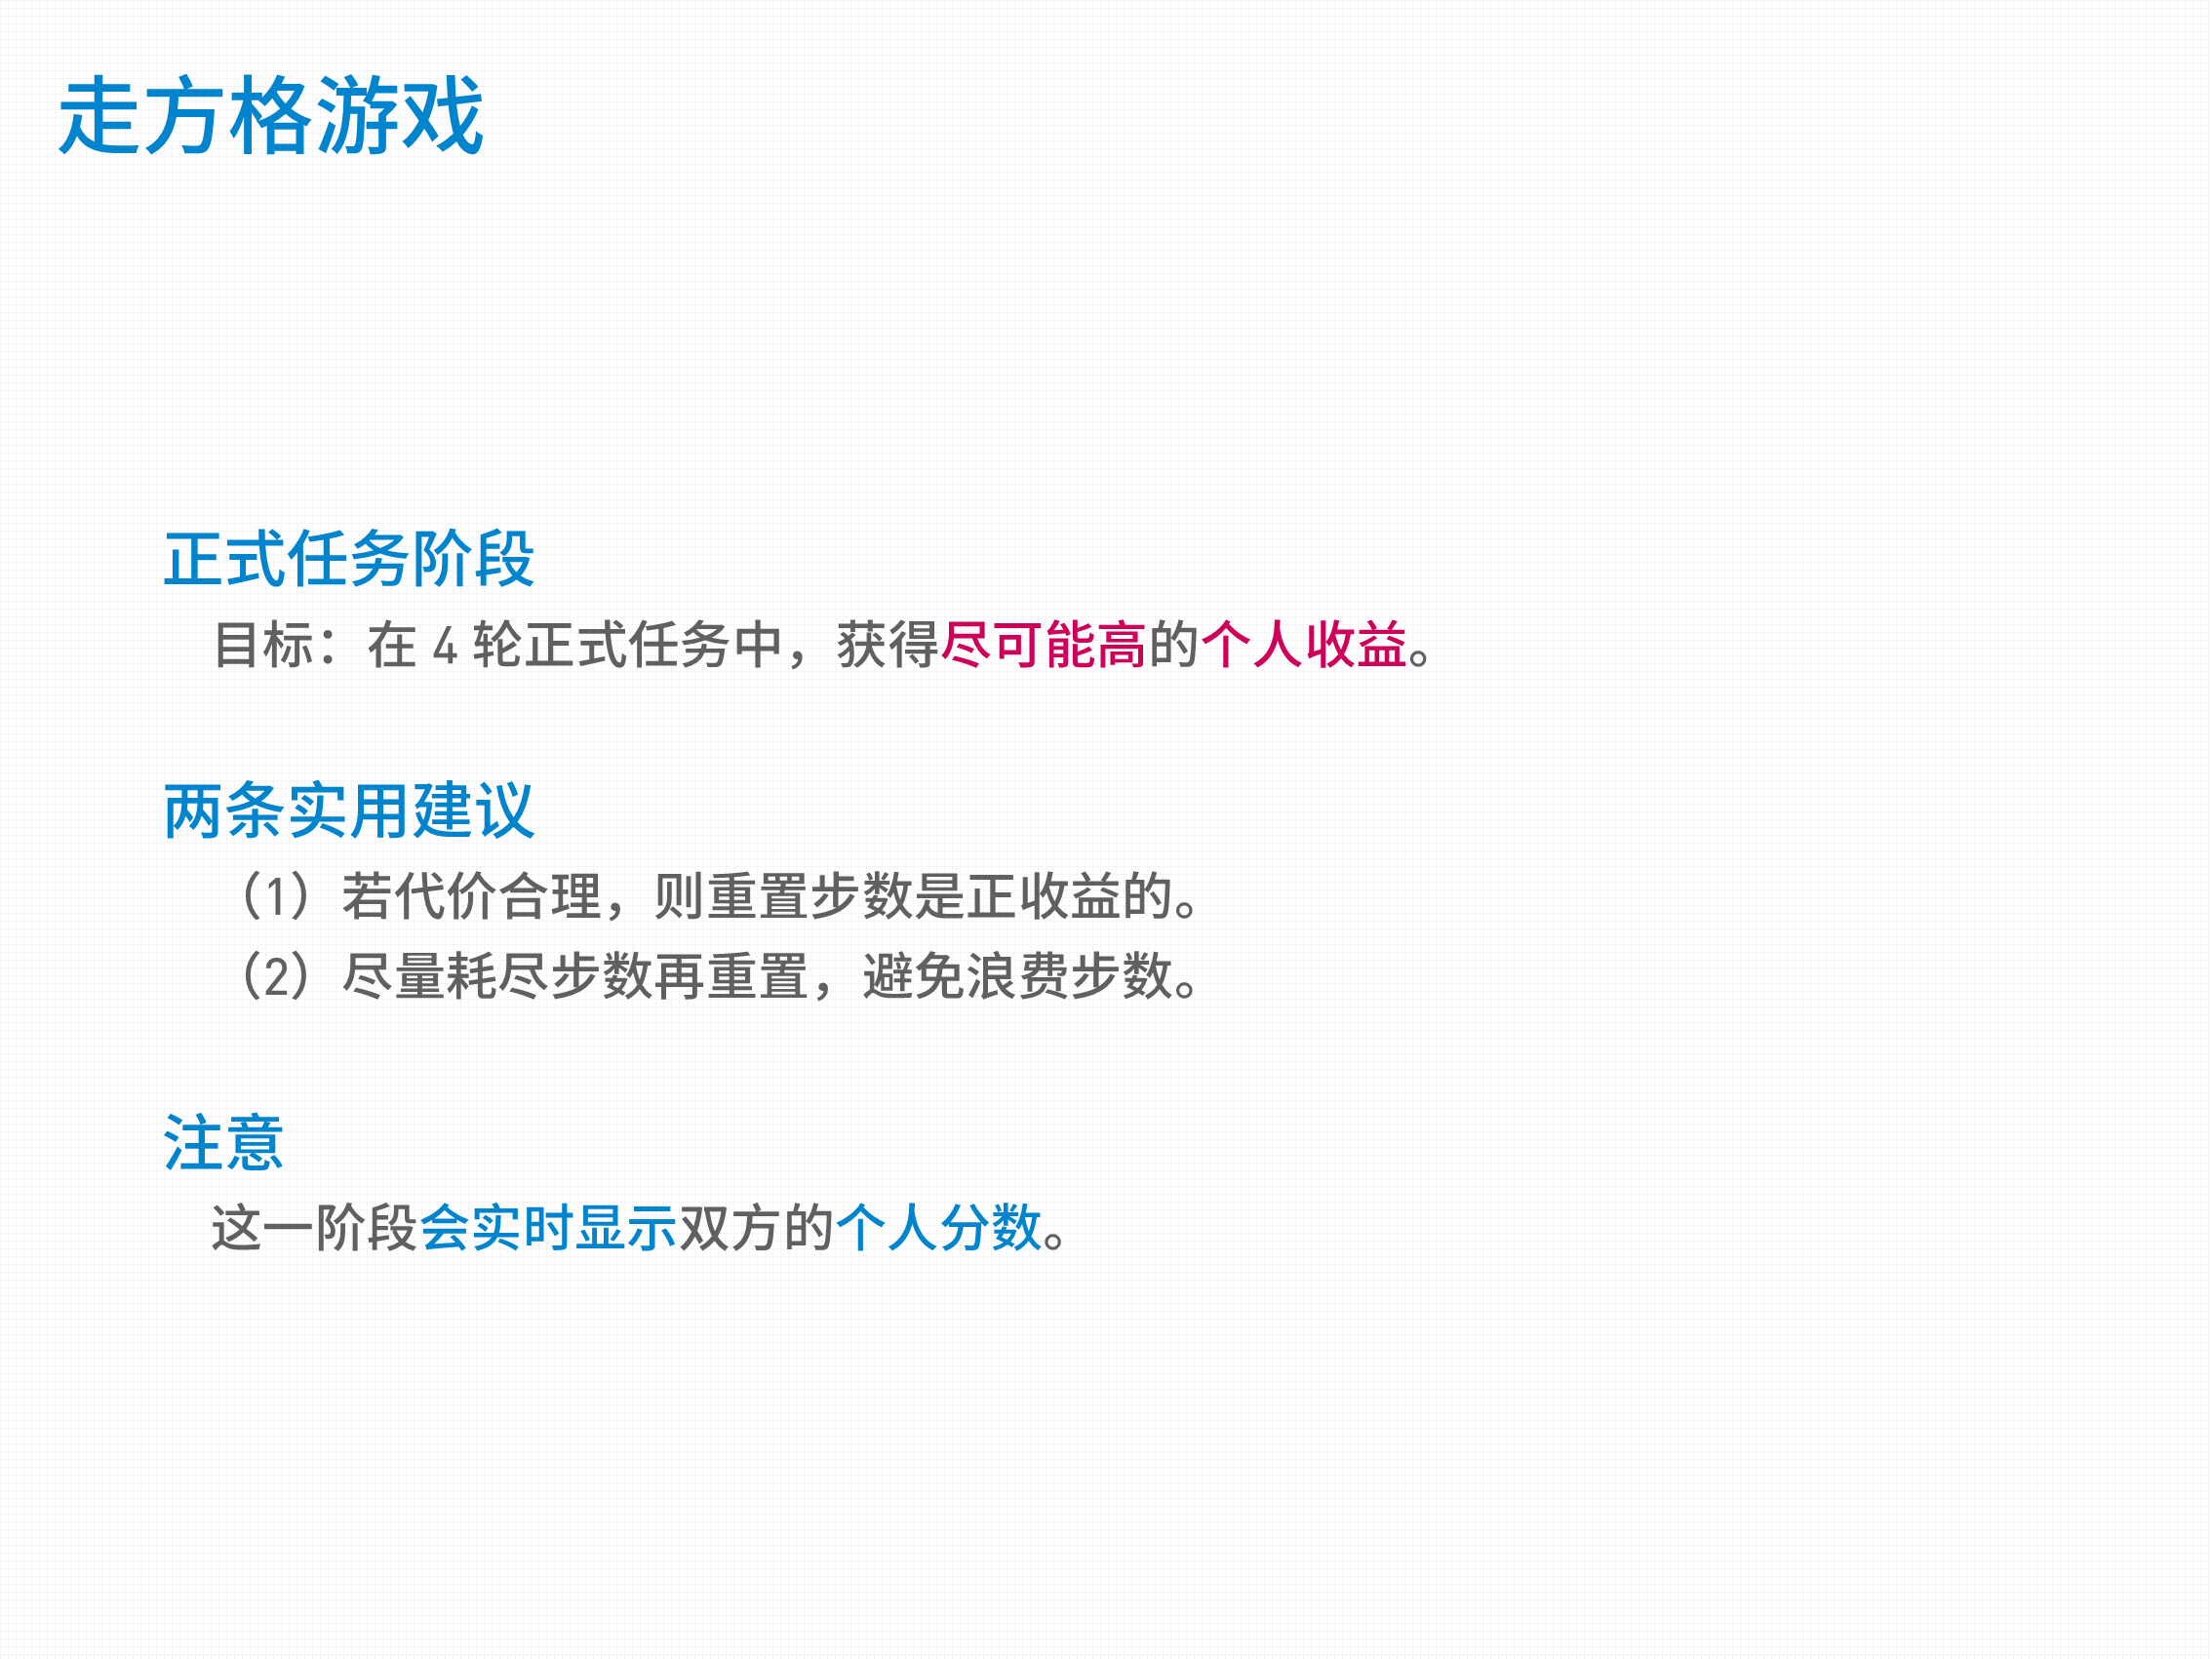 走方格游戏
正式任务阶段
目标：在 4 轮正式任务中，获得尽可能高的个人收益。
两条实用建议
（1）若代价合理，则重置步数是正收益的。
（2）尽量耗尽步数再重置，避免浪费步数。
注意
这一阶段会实时显示双方的个人分数。